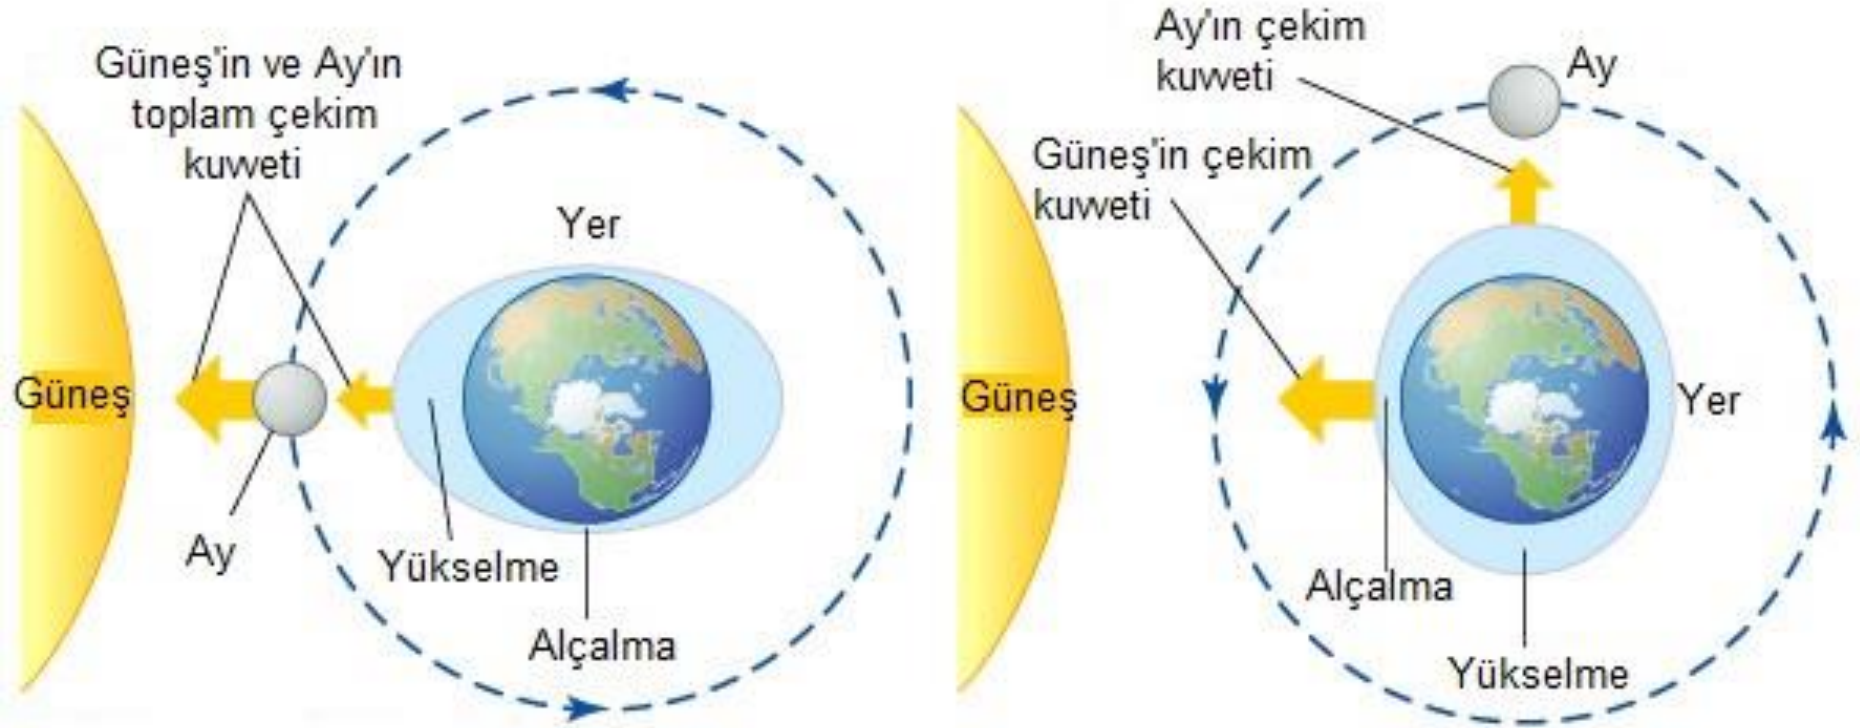 Güneş'in ve Ay'ın
toplam çekim
kuvveti
Yer
Güneş
Ay
Yükselme
Alçalma
Ay'ın çekim
kuvveti
Ay
Güneş'in çekim
kuvveti
Güneş
Yer
Alçalma
Yükselme